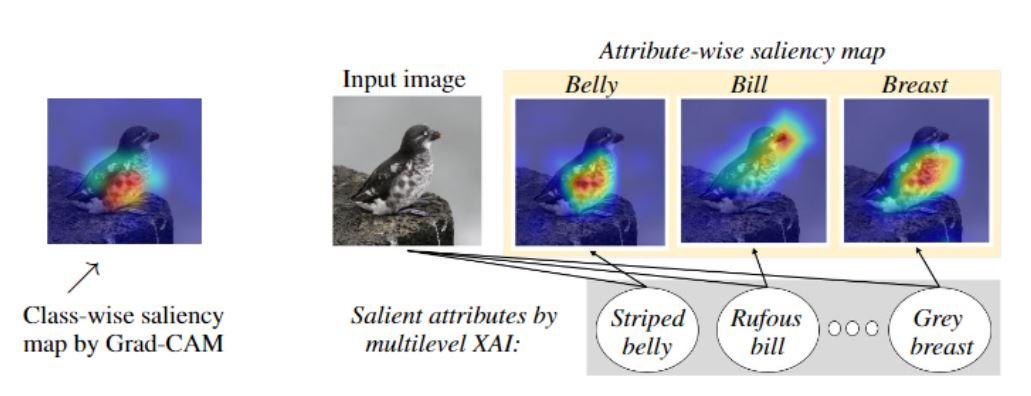 Attribute-wise saliency map
Input image
Belly
Bill
Breast
Class-wise saliency
map by Grad-CAM
Salient attributes by
multilevel XAI:
Striped
belly
Rufous
bill
Grey
breast